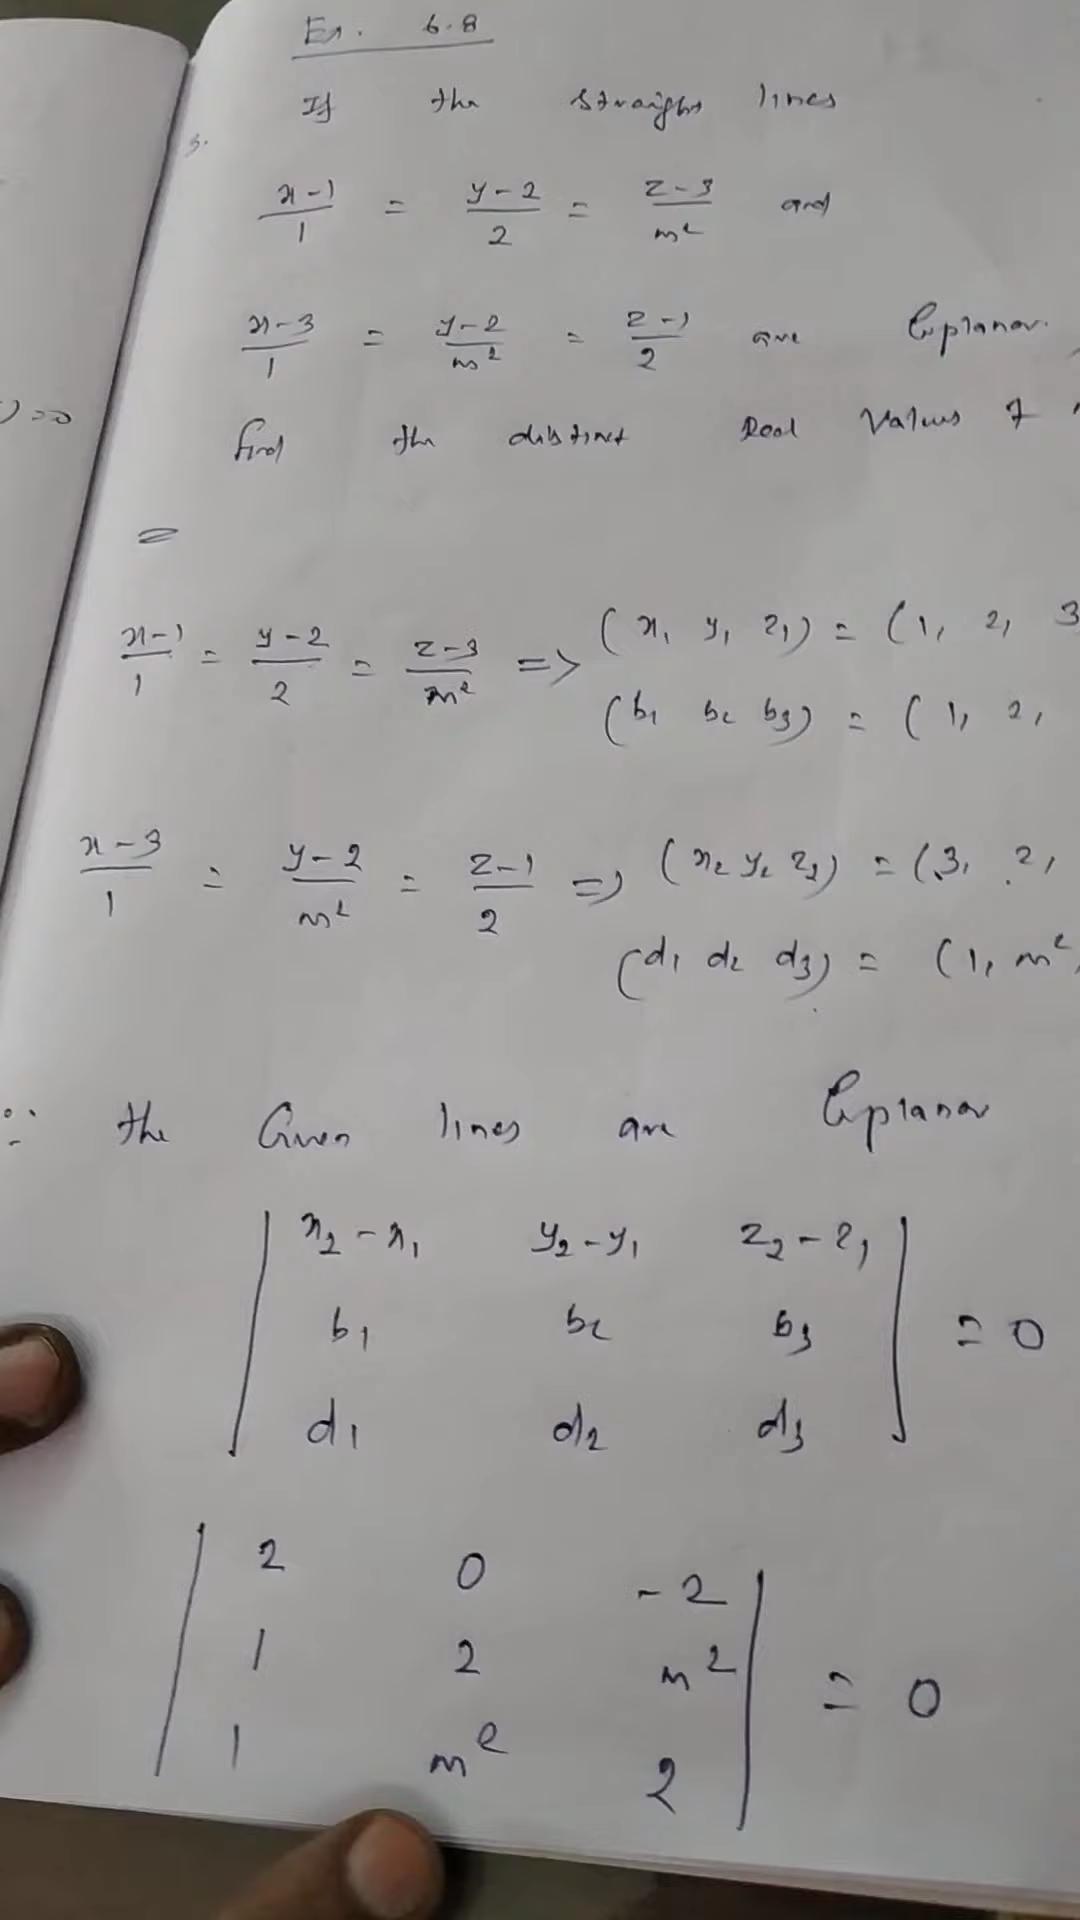 Ex. 6.8
If the straight lines
3.
x-1/1 = y-2/2 = z-3/m² and
x-3/1 = y-2/m² = z-1/2 are Coplanar.
) = 0
find the distinct Real Values of
=
x-1/1 = y-2/2 = z-3/m² => (x₁ y₁ z₁) = (1, 2, 3
(b₁ b₂ b₃) = (1, 2,
x-3/1 = y-2/m² = z-1/2 => (x₂ y₂ z₂) = (3, 2,
(d₁ d₂ d₃) = (1, m²,
∵ the Given lines are Coplanar
| x₂-x₁ y₂-y₁ z₂-z₁ |
| b₁ b₂ b₃ | = 0
| d₁ d₂ d₃ |
| 2 0 -2 |
| 1 2 m² | = 0
| 1 m² 2 |